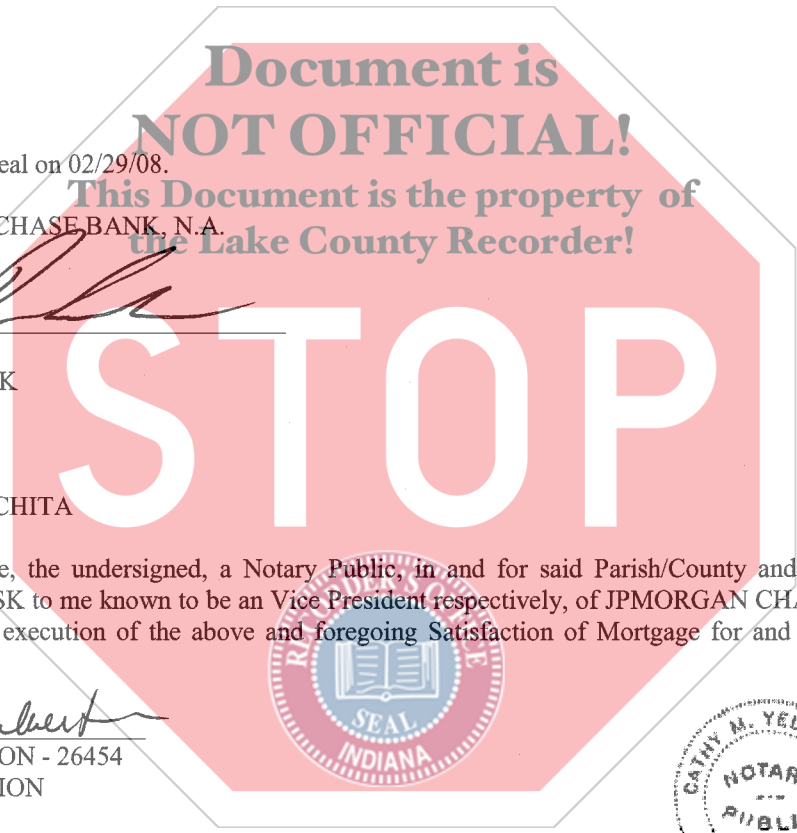 Document is
NOT OFFICIAL!
eal on 02/29/08.
This Document is the property of
CHASE BANK, N.A.
the Lake County Recorder!
STOP
K
CHITA
e, the undersigned, a Notary Public, in and for said Parish/County and
SK to me known to be an Vice President respectively, of JPMORGAN CHA
execution of the above and foregoing Satisfaction of Mortgage for and
RECORDER'S OFFICE
SEAL
INDIANA
ON - 26454
ION
CATHY M. YEL
NOTAR
PUBLI